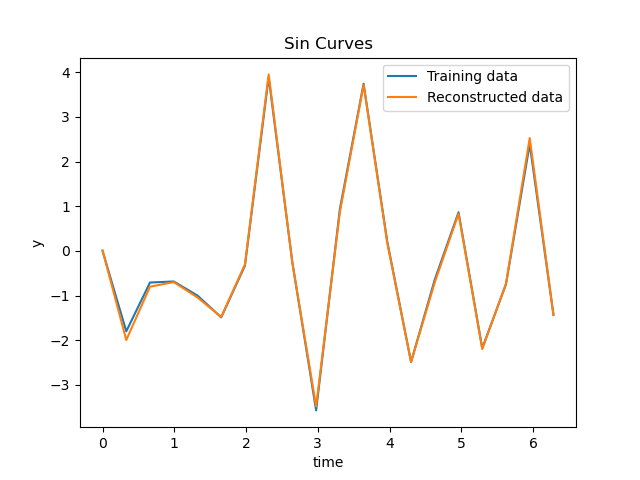 Sin Curves
Training data
Reconstructed data
4
3
2
1
0
−1
−2
−3
y
0 1 2 3 4 5 6
time